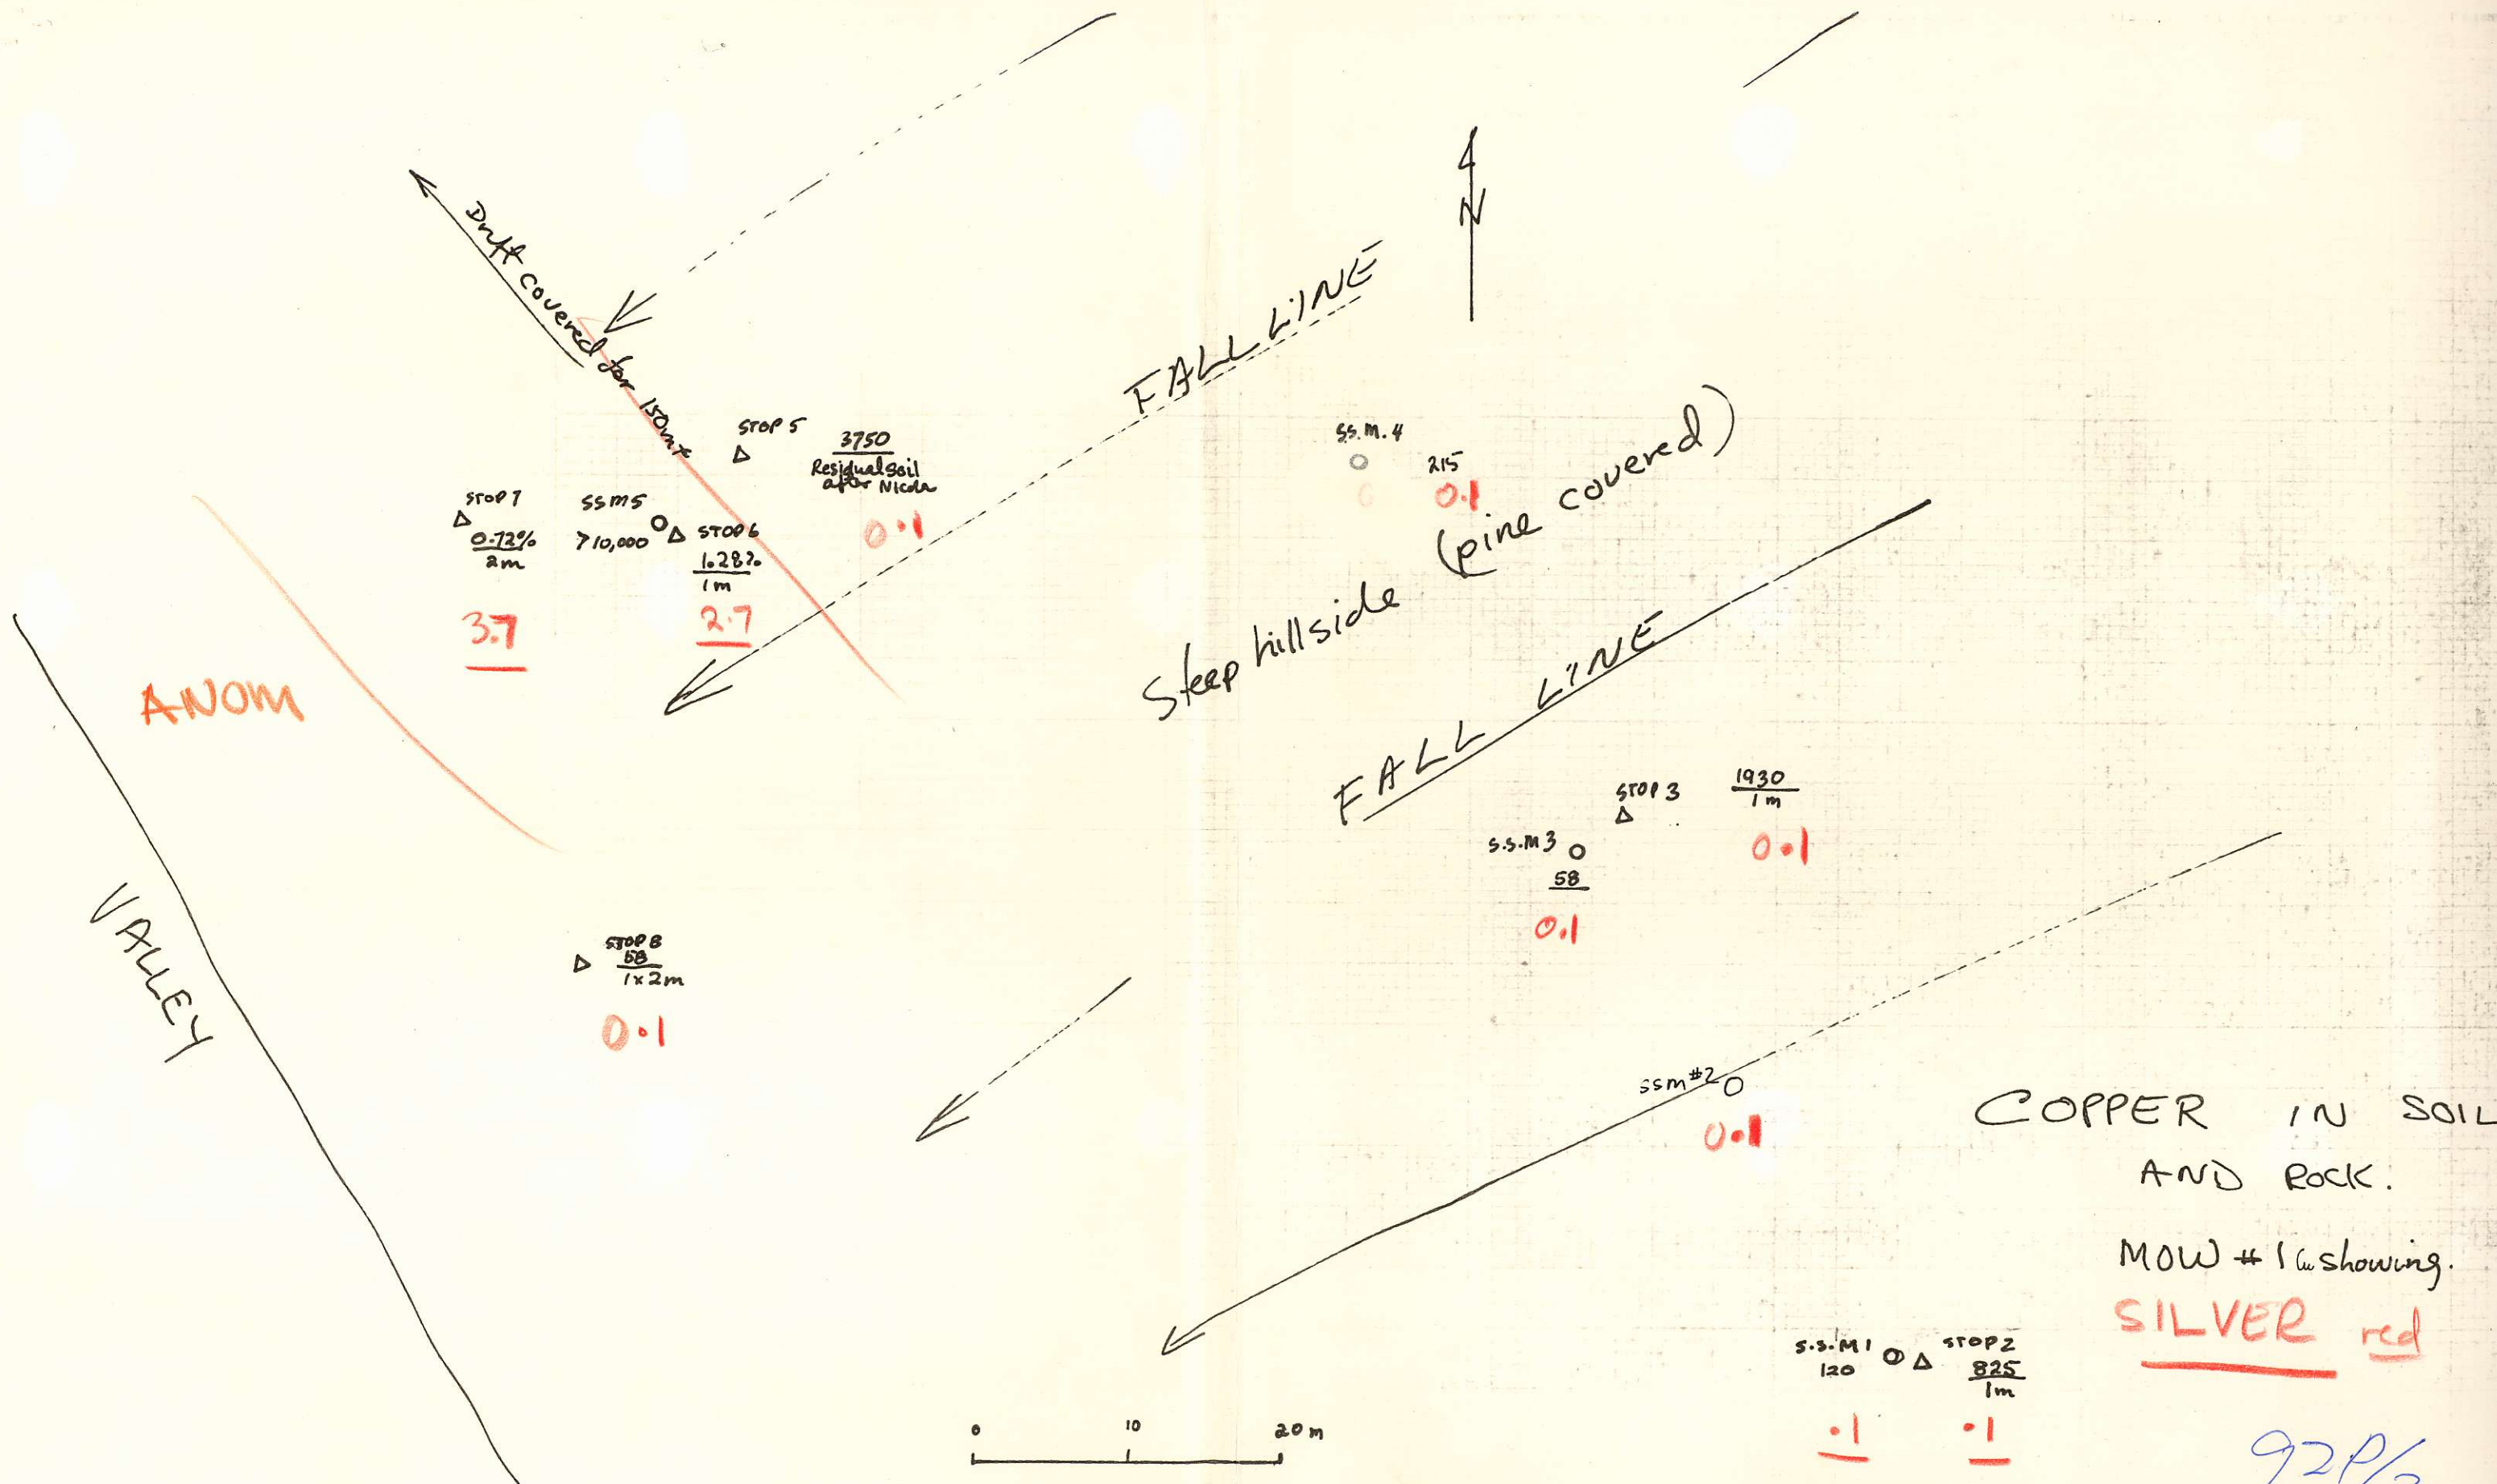 N
FALL LINE
Drift covered for 150m±
STOP 5
3750
Residual soil
after Nicola
0.1
STOP 7
0.72%
2m
3.7
SSM5
>10,000
STOP 6
1.28%
1m
2.7
s.s.m.4
215
0.1
Steep hillside (pine covered)
ANOM
FALL LINE
STOP 3
1930
1m
0.1
s.s.M3
58
0.1
VALLEY
STOP 8
58
1x2m
0.1
ssm #2
0.1
COPPER IN SOIL
AND ROCK.
MOW #1 Cu showing.
SILVER red
s.s.M1
120
.1
STOP 2
825
1m
.1
0 10 20m
92P/